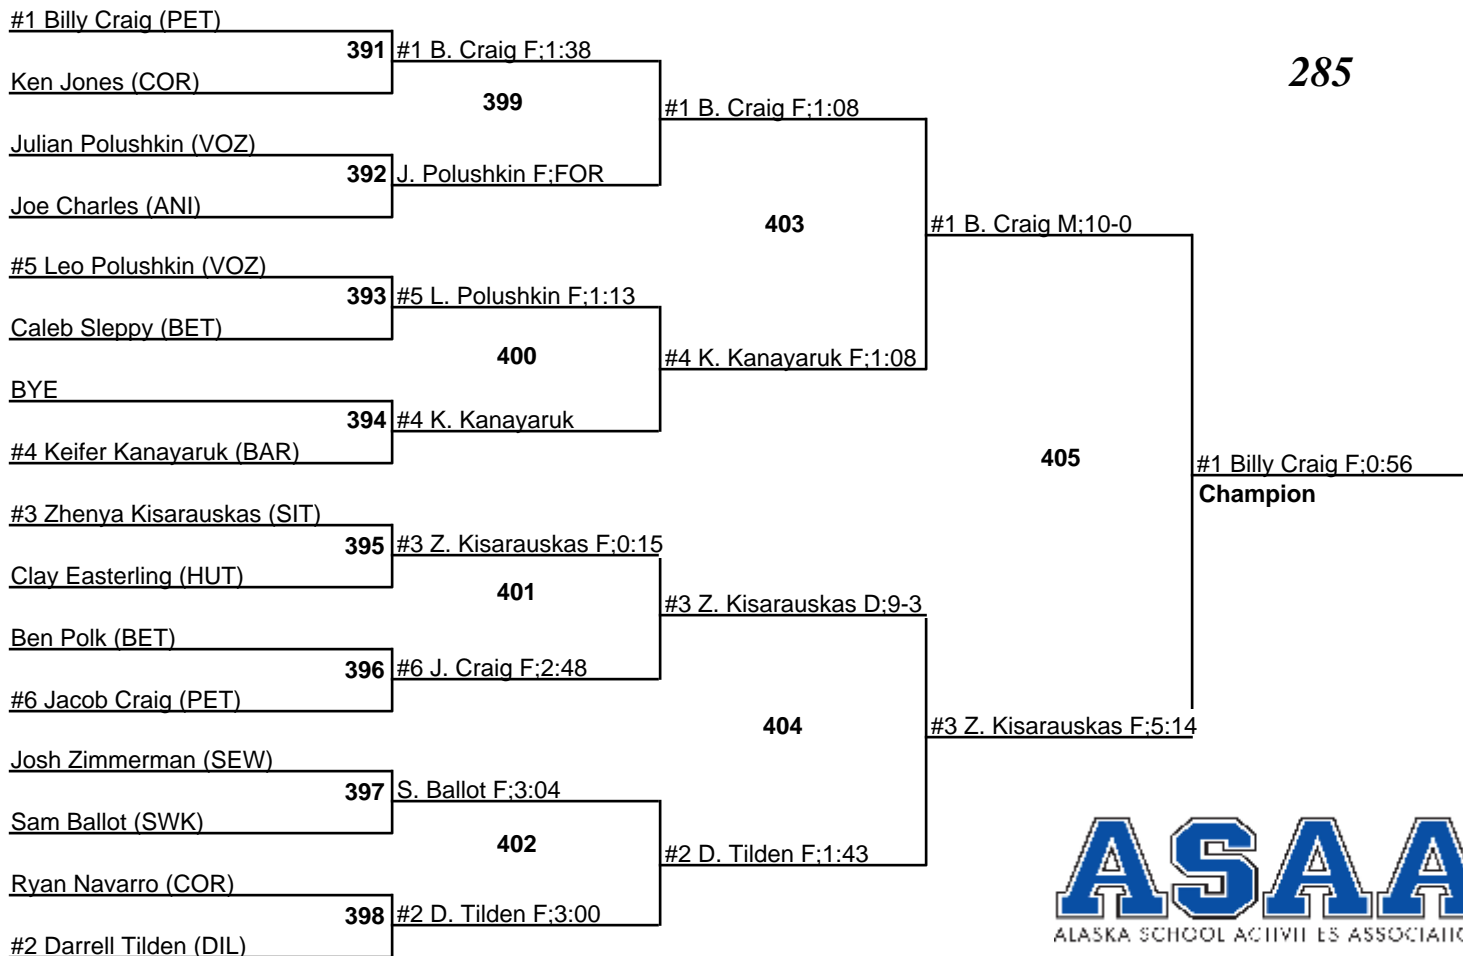 #1 Billy Craig (PET)
391
#1 B. Craig F;1:38
285
Ken Jones (COR)
399
#1 B. Craig F;1:08
Julian Polushkin (VOZ)
392
J. Polushkin F;FOR
Joe Charles (ANI)
403
#1 B. Craig M;10-0
#5 Leo Polushkin (VOZ)
393
#5 L. Polushkin F;1:13
Caleb Sleppy (BET)
400
#4 K. Kanayaruk F;1:08
BYE
394
#4 K. Kanayaruk
#4 Keifer Kanayaruk (BAR)
405
#1 Billy Craig F;0:56
Champion
#3 Zhenya Kisarauskas (SIT)
395
#3 Z. Kisarauskas F;0:15
Clay Easterling (HUT)
401
#3 Z. Kisarauskas D;9-3
Ben Polk (BET)
396
#6 J. Craig F;2:48
#6 Jacob Craig (PET)
404
#3 Z. Kisarauskas F;5:14
Josh Zimmerman (SEW)
397
S. Ballot F;3:04
Sam Ballot (SWK)
402
#2 D. Tilden F;1:43
Ryan Navarro (COR)
398
#2 D. Tilden F;3:00
#2 Darrell Tilden (DIL)
ASAA
ALASKA SCHOOL ACTIVITIES ASSOCIATIO